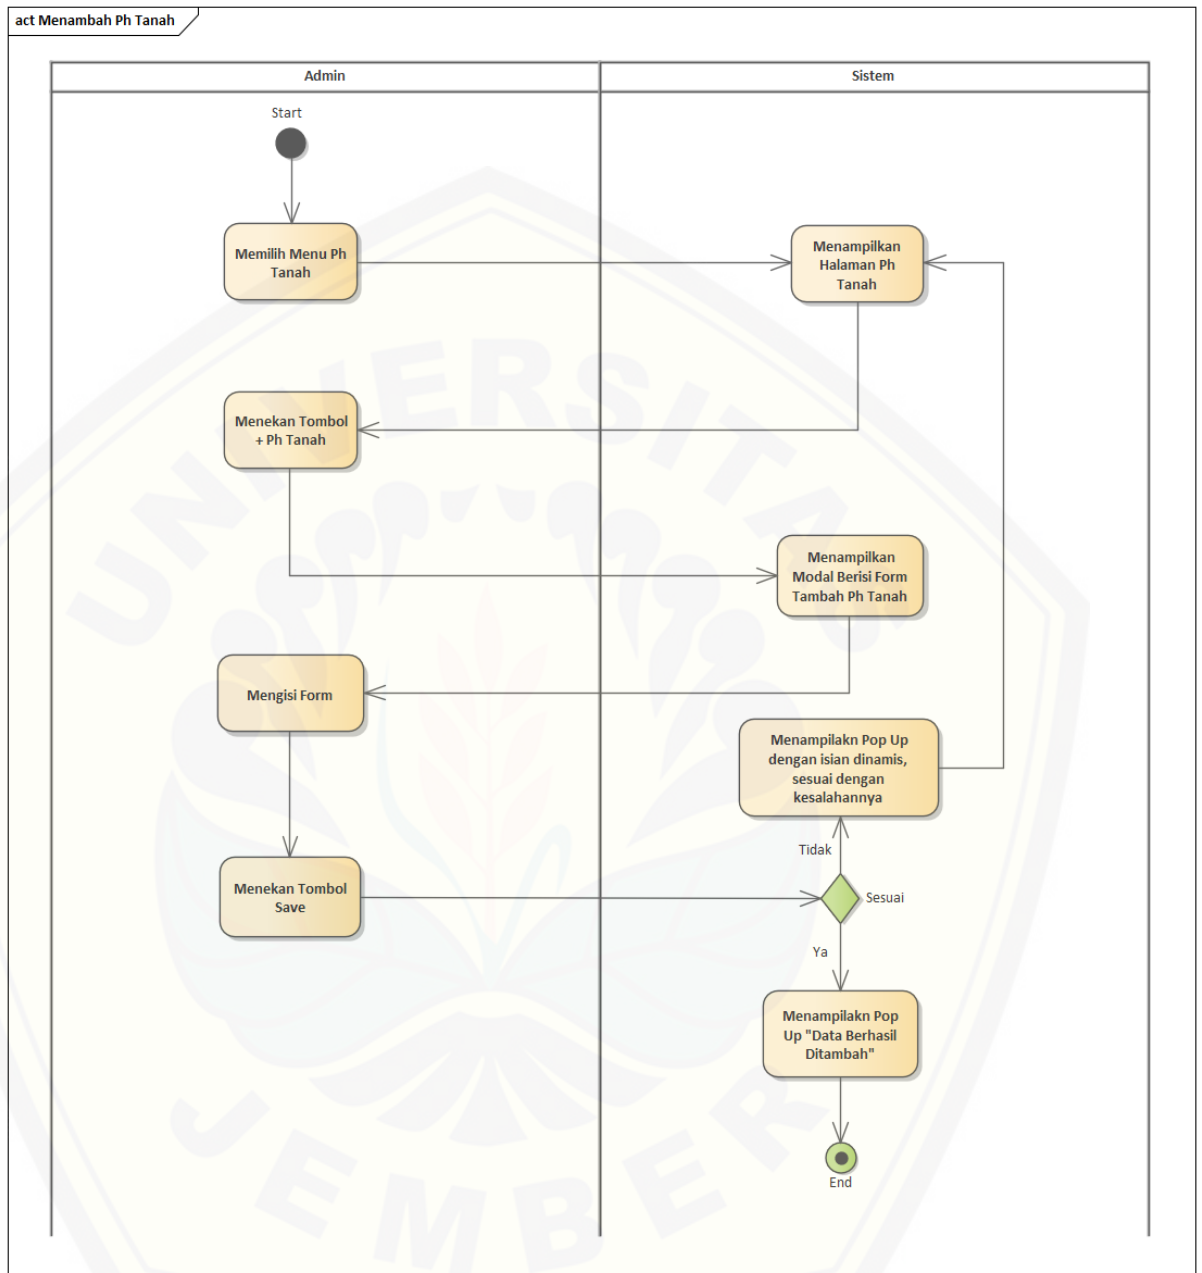 act Menambah Ph Tanah
Admin
Sistem
Start
Memilih Menu Ph
Tanah
Menampilkan
Halaman Ph
Tanah
Menekan Tombol
+ Ph Tanah
Menampilkan
Modal Berisi Form
Tambah Ph Tanah
Mengisi Form
Menampilakn Pop Up
dengan isian dinamis,
sesuai dengan
kesalahannya
Tidak
Menekan Tombol
Save
Sesuai
Ya
Menampilakn Pop
Up "Data Berhasil
Ditambah"
End
UNIVERSITAS
JEMBER